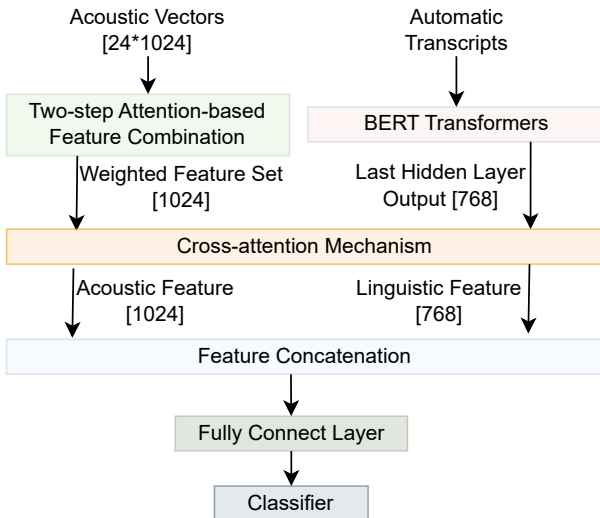 Acoustic Vectors
[24*1024]
Automatic
Transcripts
Two-step Attention-based
Feature Combination
BERT Transformers
Weighted Feature Set
[1024]
Last Hidden Layer
Output [768]
Cross-attention Mechanism
Acoustic Feature
[1024]
Linguistic Feature
[768]
Feature Concatenation
Fully Connect Layer
Classifier